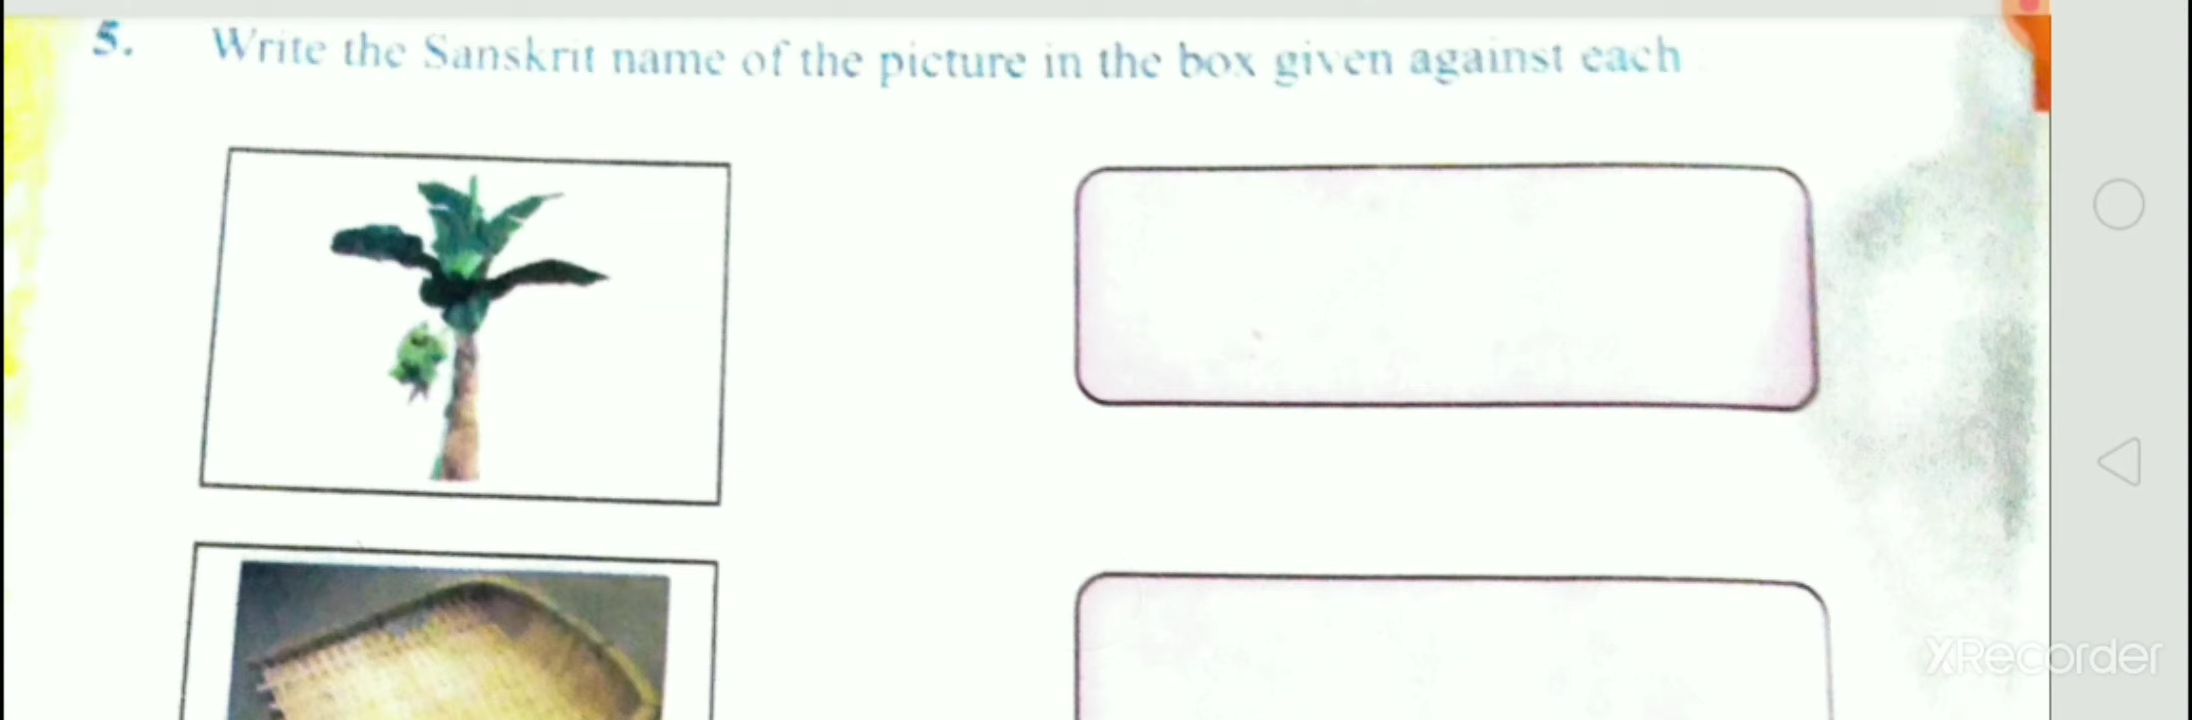 5. Write the Sanskrit name of the picture in the box given against each
XRecorder